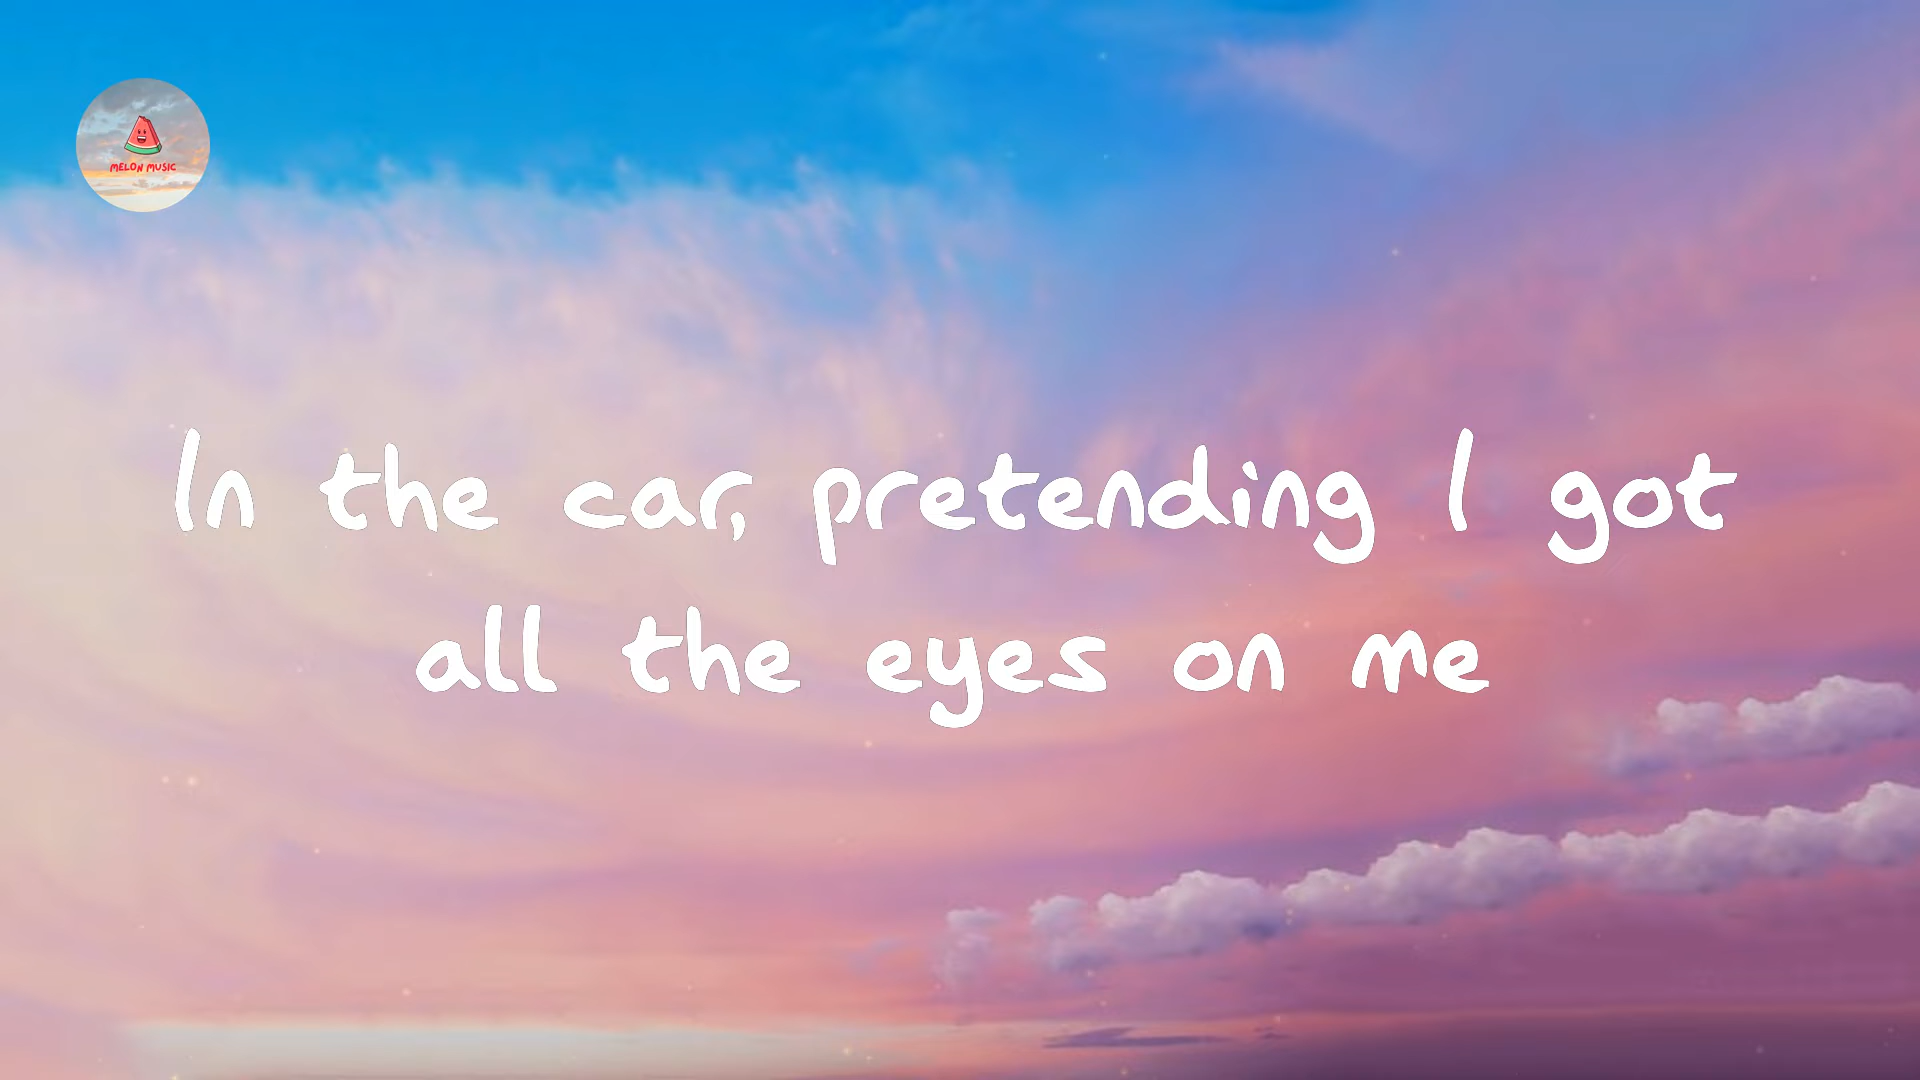 MELON MUSIC
In the car, pretending I got
all the eyes on me